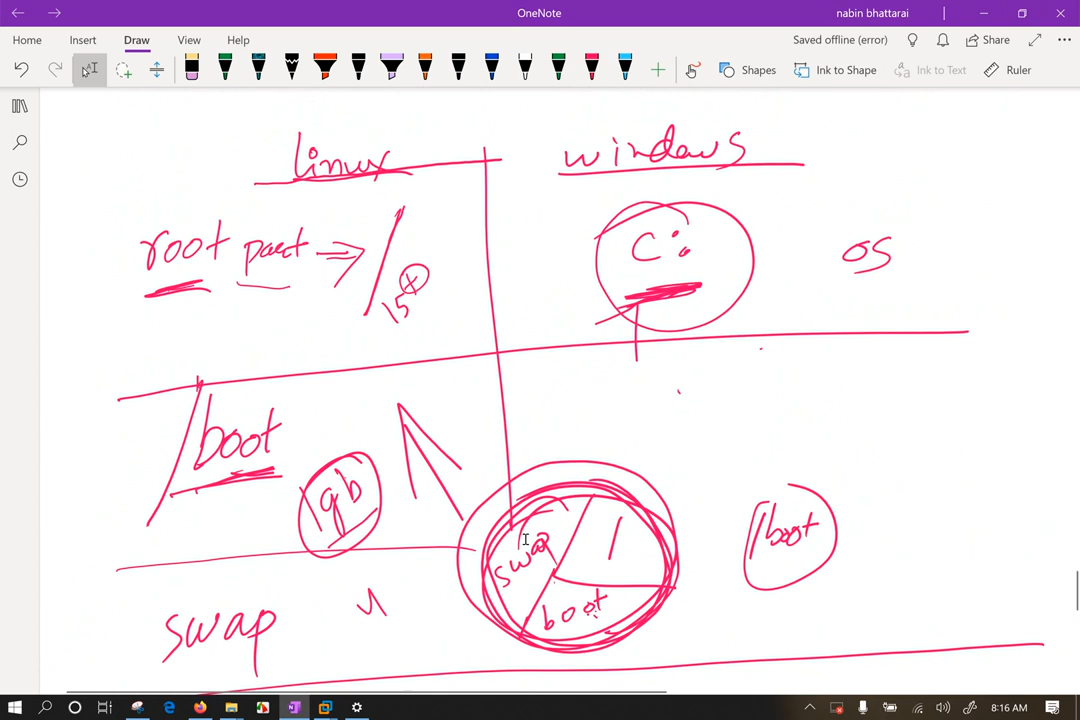 OneNote
nabin bhattarai
Home
Insert
Draw
View
Help
Saved offline (error)
Share
Shapes
Ink to Shape
Ink to Text
Ruler
linux
windows
root part ⇒ /
15
C:
OS
/boot
1gb
swap
swap
/
boot
/boot
8:16 AM